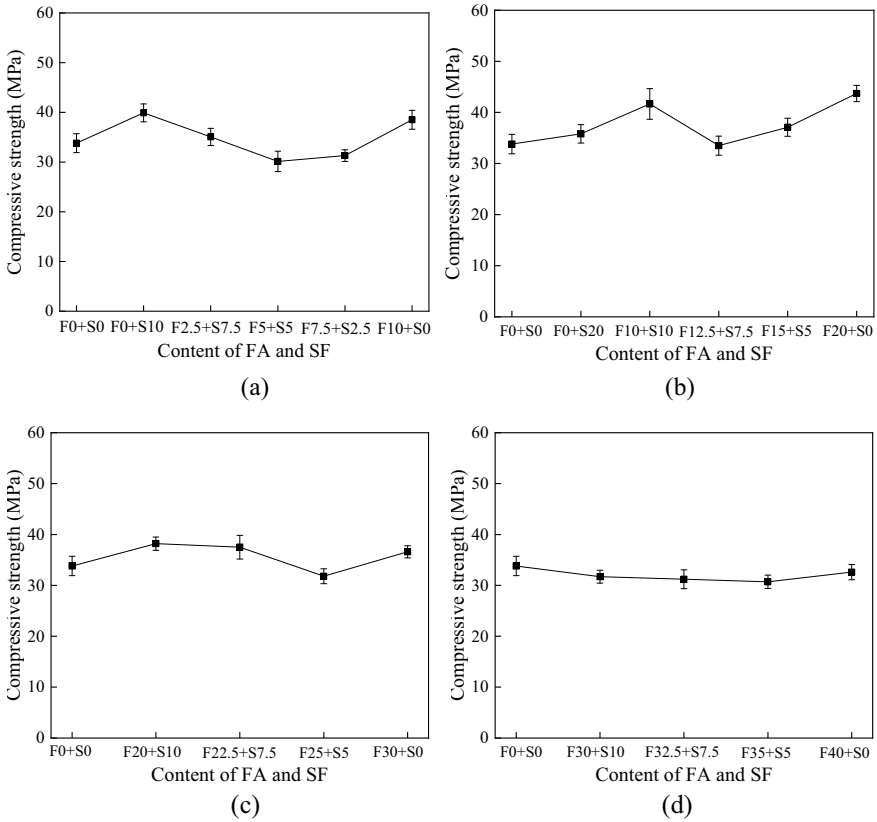 Compressive strength (MPa)
60
50
40
30
20
10
0
F0+S0 F0+S10 F2.5+S7.5 F5+S5 F7.5+S2.5 F10+S0
Content of FA and SF
(a)
Compressive strength (MPa)
60
50
40
30
20
10
0
F0+S0 F0+S20 F10+S10 F12.5+S7.5 F15+S5 F20+S0
Content of FA and SF
(b)
Compressive strength (MPa)
60
50
40
30
20
10
0
F0+S0 F20+S10 F22.5+S7.5 F25+S5 F30+S0
Content of FA and SF
(c)
Compressive strength (MPa)
60
50
40
30
20
10
0
F0+S0 F30+S10 F32.5+S7.5 F35+S5 F40+S0
Content of FA and SF
(d)